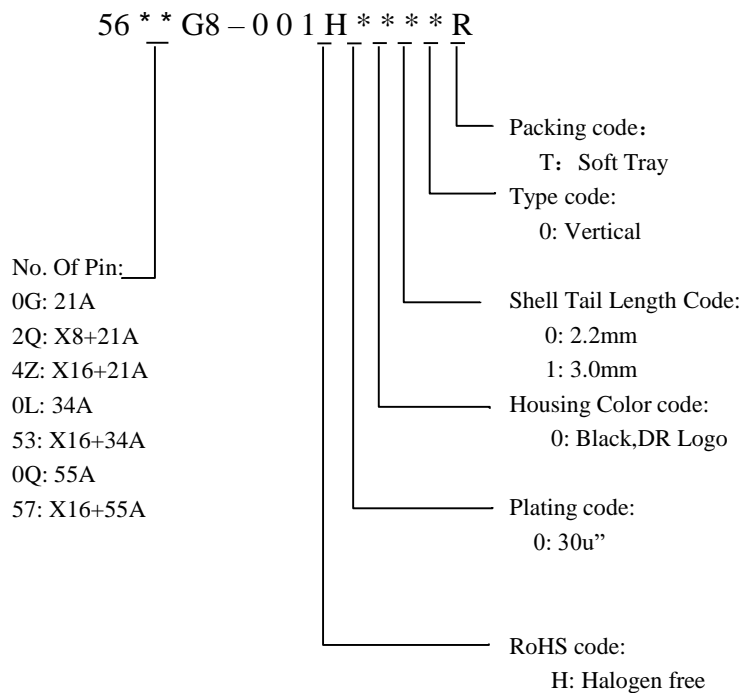 56 * * G8 – 0 0 1 H * * * * R
Packing code：
T： Soft Tray
Type code:
0: Vertical
No. Of Pin:
0G: 21A
2Q: X8+21A
4Z: X16+21A
0L: 34A
53: X16+34A
0Q: 55A
57: X16+55A
Shell Tail Length Code:
0: 2.2mm
1: 3.0mm
Housing Color code:
0: Black,DR Logo
Plating code:
0: 30u”
RoHS code:
H: Halogen free